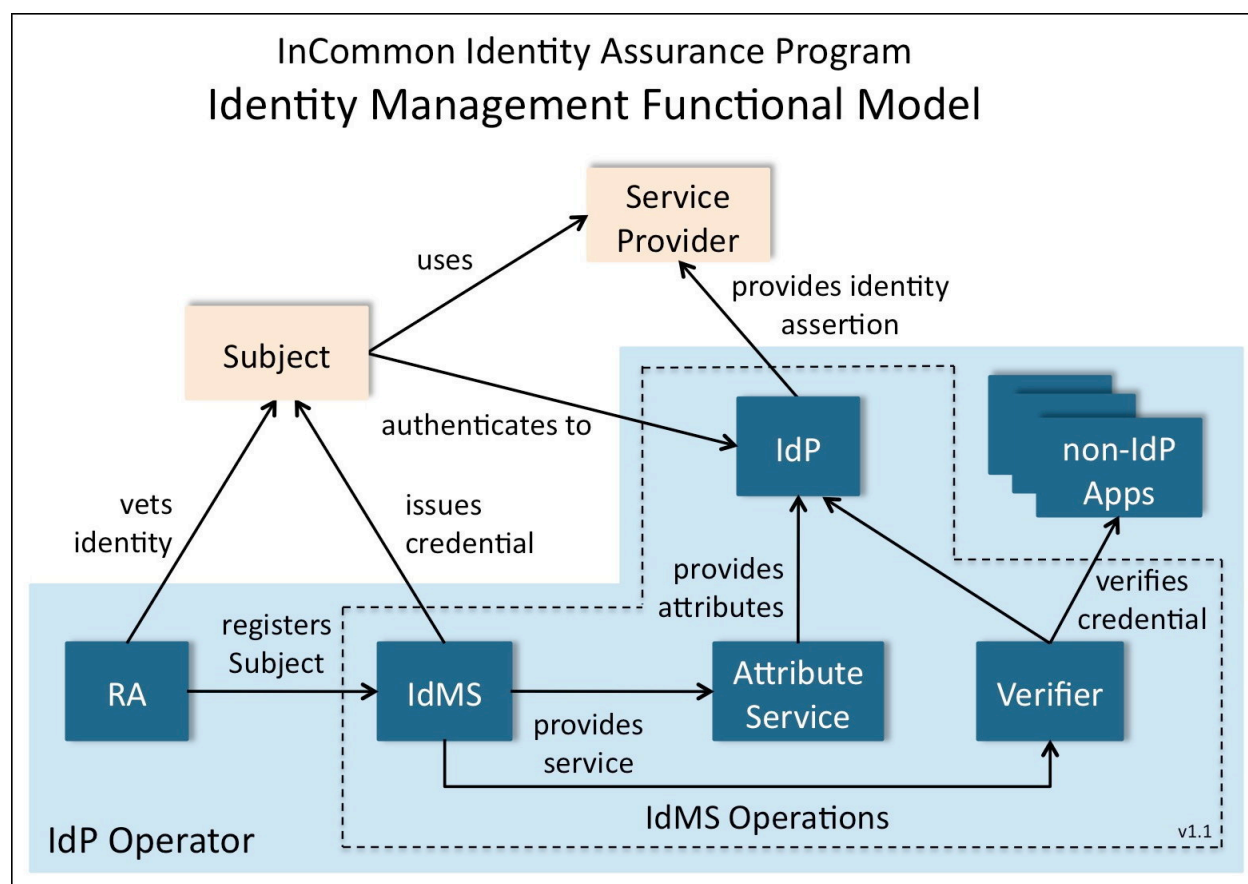 InCommon Identity Assurance Program
Identity Management Functional Model
Service
Provider
uses
provides identity
assertion
Subject
authenticates to
IdP
non-IdP
Apps
vets
identity
issues
credential
provides
attributes
verifies
credential
registers
Subject
RA
IdMS
Attribute
Service
Verifier
provides
service
IdMS Operations
v1.1
IdP Operator